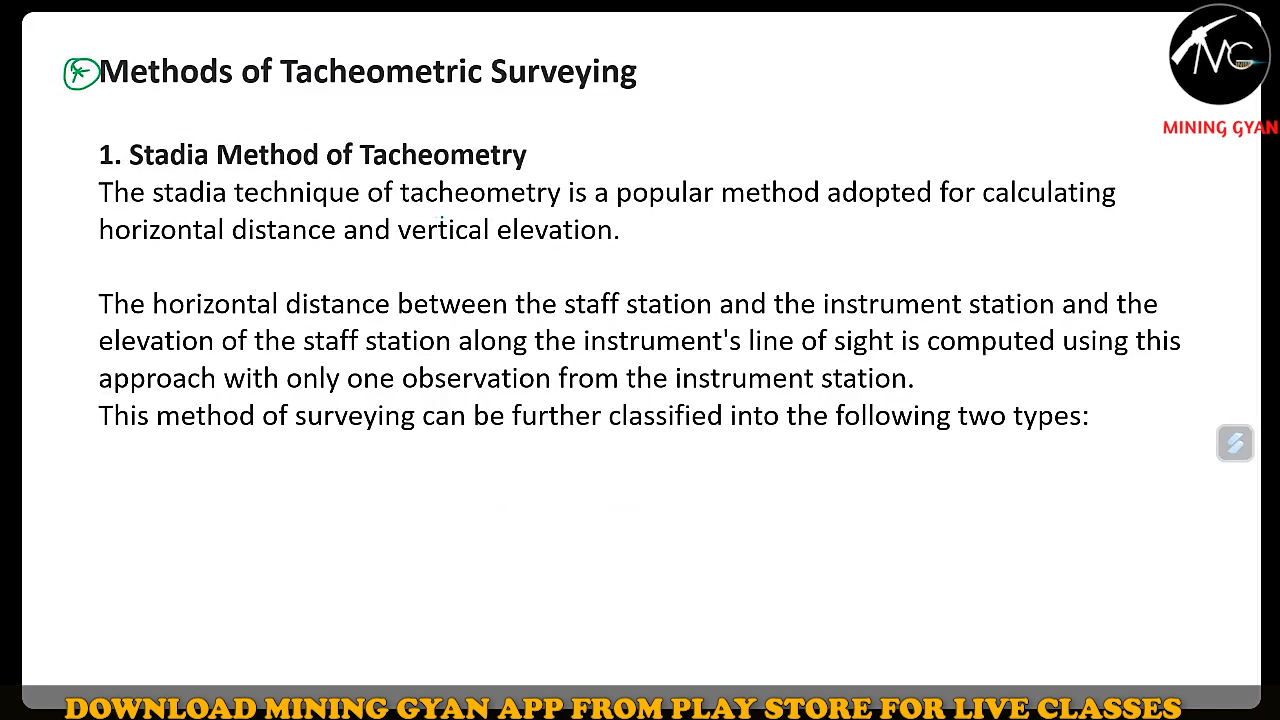 Methods of Tacheometric Surveying
MG
MINING GYAN
1. Stadia Method of Tacheometry
The stadia technique of tacheometry is a popular method adopted for calculating
horizontal distance and vertical elevation.
The horizontal distance between the staff station and the instrument station and the
elevation of the staff station along the instrument's line of sight is computed using this
approach with only one observation from the instrument station.
This method of surveying can be further classified into the following two types:
DOWNLOAD MINING GYAN APP FROM PLAY STORE FOR LIVE CLASSES